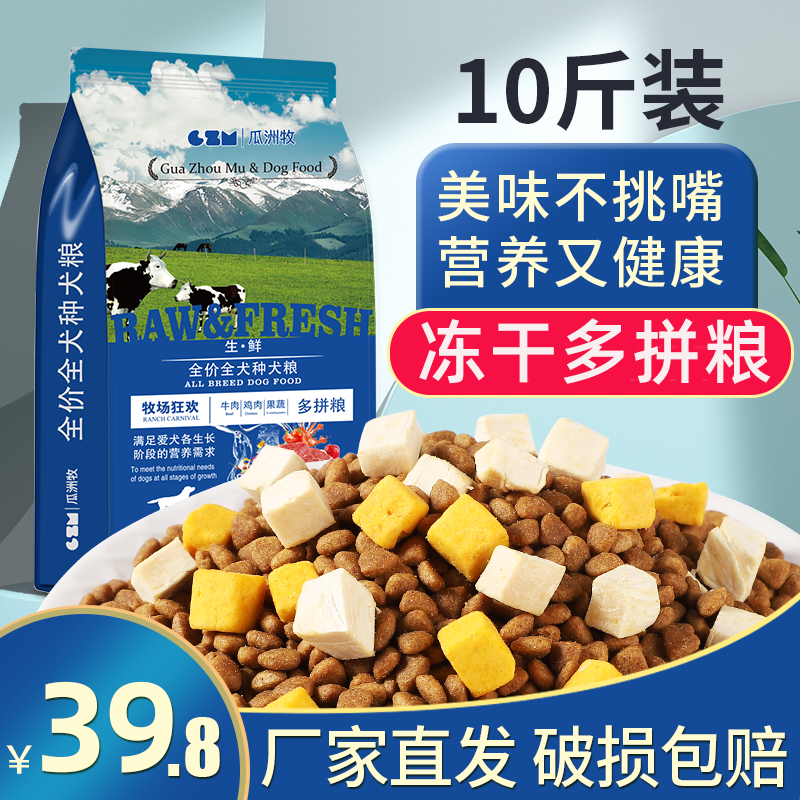 10斤装
美味不挑嘴
营养又健康
冻干多拼粮
GZM|瓜洲牧
Gua Zhou Mu & Dog Food
RAW&FRESH
生·鲜
全价全犬种犬粮
ALL BREED DOG FOOD
牧场狂欢
RANCH CARNIVAL
牛肉|鸡肉|果蔬
Beef Chicken
多拼粮
满足爱犬各生长
阶段的营养需求
To meet the nutritional needs
of dogs at all stages of growth
全价全犬种犬粮
GZM|瓜洲牧
¥39.8
厂家直发 破损包赔